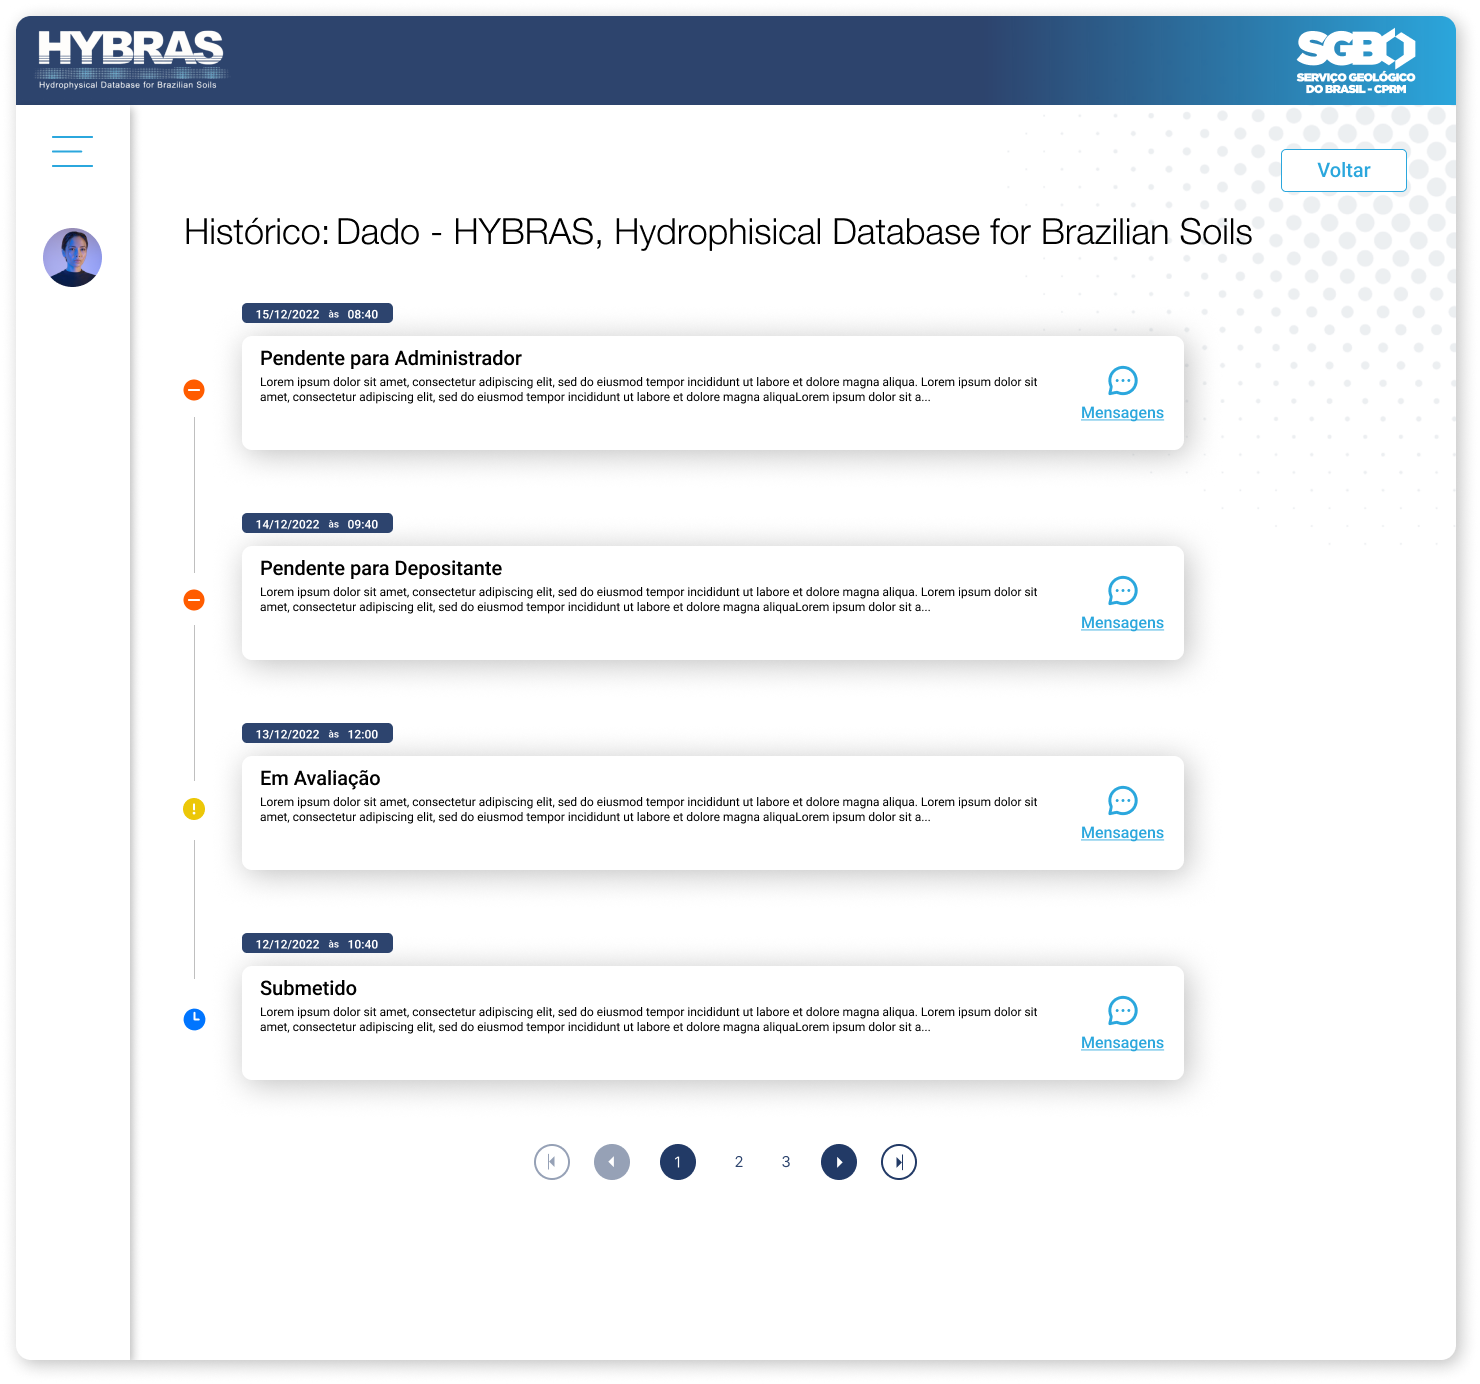 HYBRAS
Hydrophysical Database for Brazilian Soils
SGB
SERVIÇO GEOLÓGICO
DO BRASIL - CPRM
Voltar
Histórico: Dado - HYBRAS, Hydrophisical Database for Brazilian Soils
15/12/2022 às 08:40
Pendente para Administrador
Lorem ipsum dolor sit amet, consectetur adipiscing elit, sed do eiusmod tempor incididunt ut labore et dolore magna aliqua. Lorem ipsum dolor sit
amet, consectetur adipiscing elit, sed do eiusmod tempor incididunt ut labore et dolore magna aliquaLorem ipsum dolor sit a...
Mensagens
14/12/2022 às 09:40
Pendente para Depositante
Lorem ipsum dolor sit amet, consectetur adipiscing elit, sed do eiusmod tempor incididunt ut labore et dolore magna aliqua. Lorem ipsum dolor sit
amet, consectetur adipiscing elit, sed do eiusmod tempor incididunt ut labore et dolore magna aliquaLorem ipsum dolor sit a...
Mensagens
13/12/2022 às 12:00
Em Avaliação
Lorem ipsum dolor sit amet, consectetur adipiscing elit, sed do eiusmod tempor incididunt ut labore et dolore magna aliqua. Lorem ipsum dolor sit
amet, consectetur adipiscing elit, sed do eiusmod tempor incididunt ut labore et dolore magna aliquaLorem ipsum dolor sit a...
Mensagens
12/12/2022 às 10:40
Submetido
Lorem ipsum dolor sit amet, consectetur adipiscing elit, sed do eiusmod tempor incididunt ut labore et dolore magna aliqua. Lorem ipsum dolor sit
amet, consectetur adipiscing elit, sed do eiusmod tempor incididunt ut labore et dolore magna aliquaLorem ipsum dolor sit a...
Mensagens
1 2 3